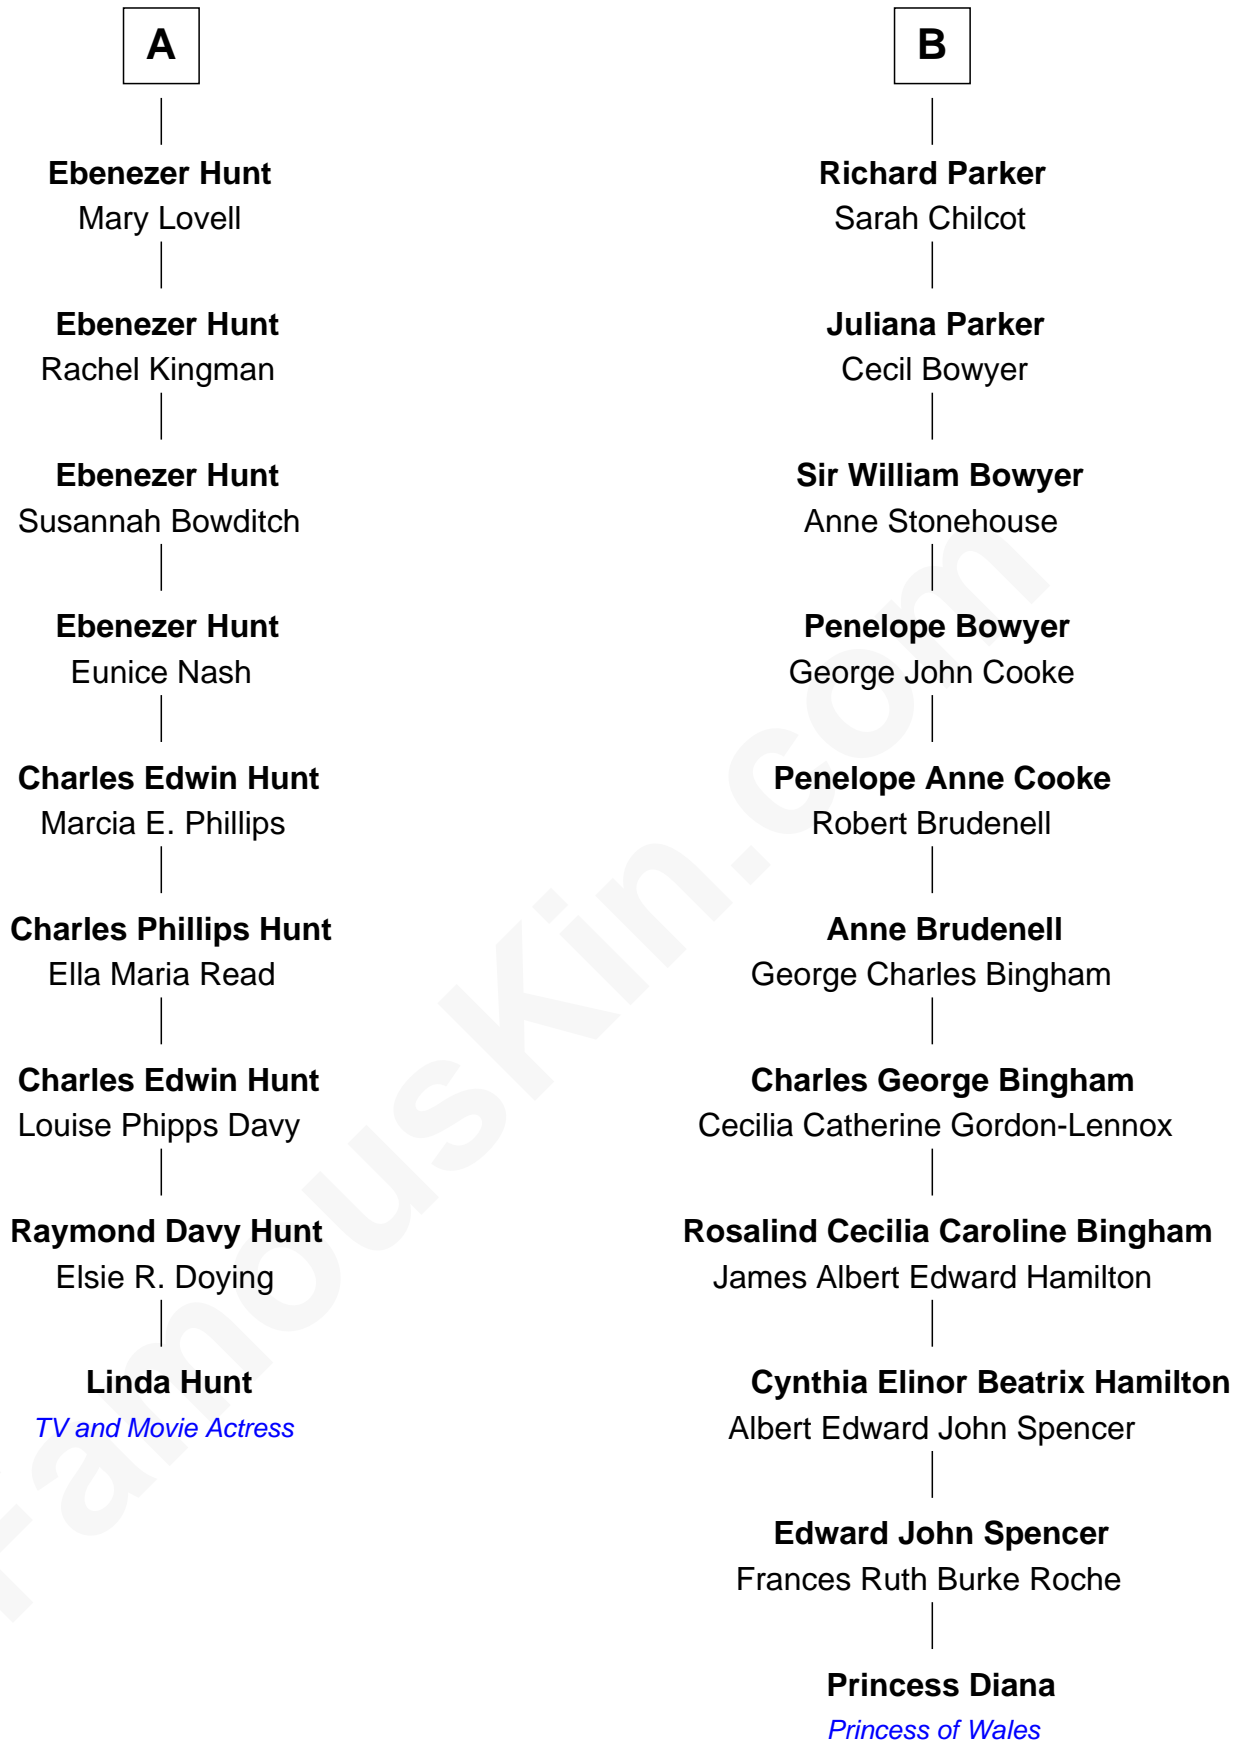 A
Ebenezer Hunt
Mary Lovell
Ebenezer Hunt
Rachel Kingman
Ebenezer Hunt
Susannah Bowditch
Ebenezer Hunt
Eunice Nash
Charles Edwin Hunt
Marcia E. Phillips
Charles Phillips Hunt
Ella Maria Read
Charles Edwin Hunt
Louise Phipps Davy
Raymond Davy Hunt
Elsie R. Doying
Linda Hunt
TV and Movie Actress
B
Richard Parker
Sarah Chilcot
Juliana Parker
Cecil Bowyer
Sir William Bowyer
Anne Stonehouse
Penelope Bowyer
George John Cooke
Penelope Anne Cooke
Robert Brudenell
Anne Brudenell
George Charles Bingham
Charles George Bingham
Cecilia Catherine Gordon-Lennox
Rosalind Cecilia Caroline Bingham
James Albert Edward Hamilton
Cynthia Elinor Beatrix Hamilton
Albert Edward John Spencer
Edward John Spencer
Frances Ruth Burke Roche
Princess Diana
Princess of Wales
FamousKin.com